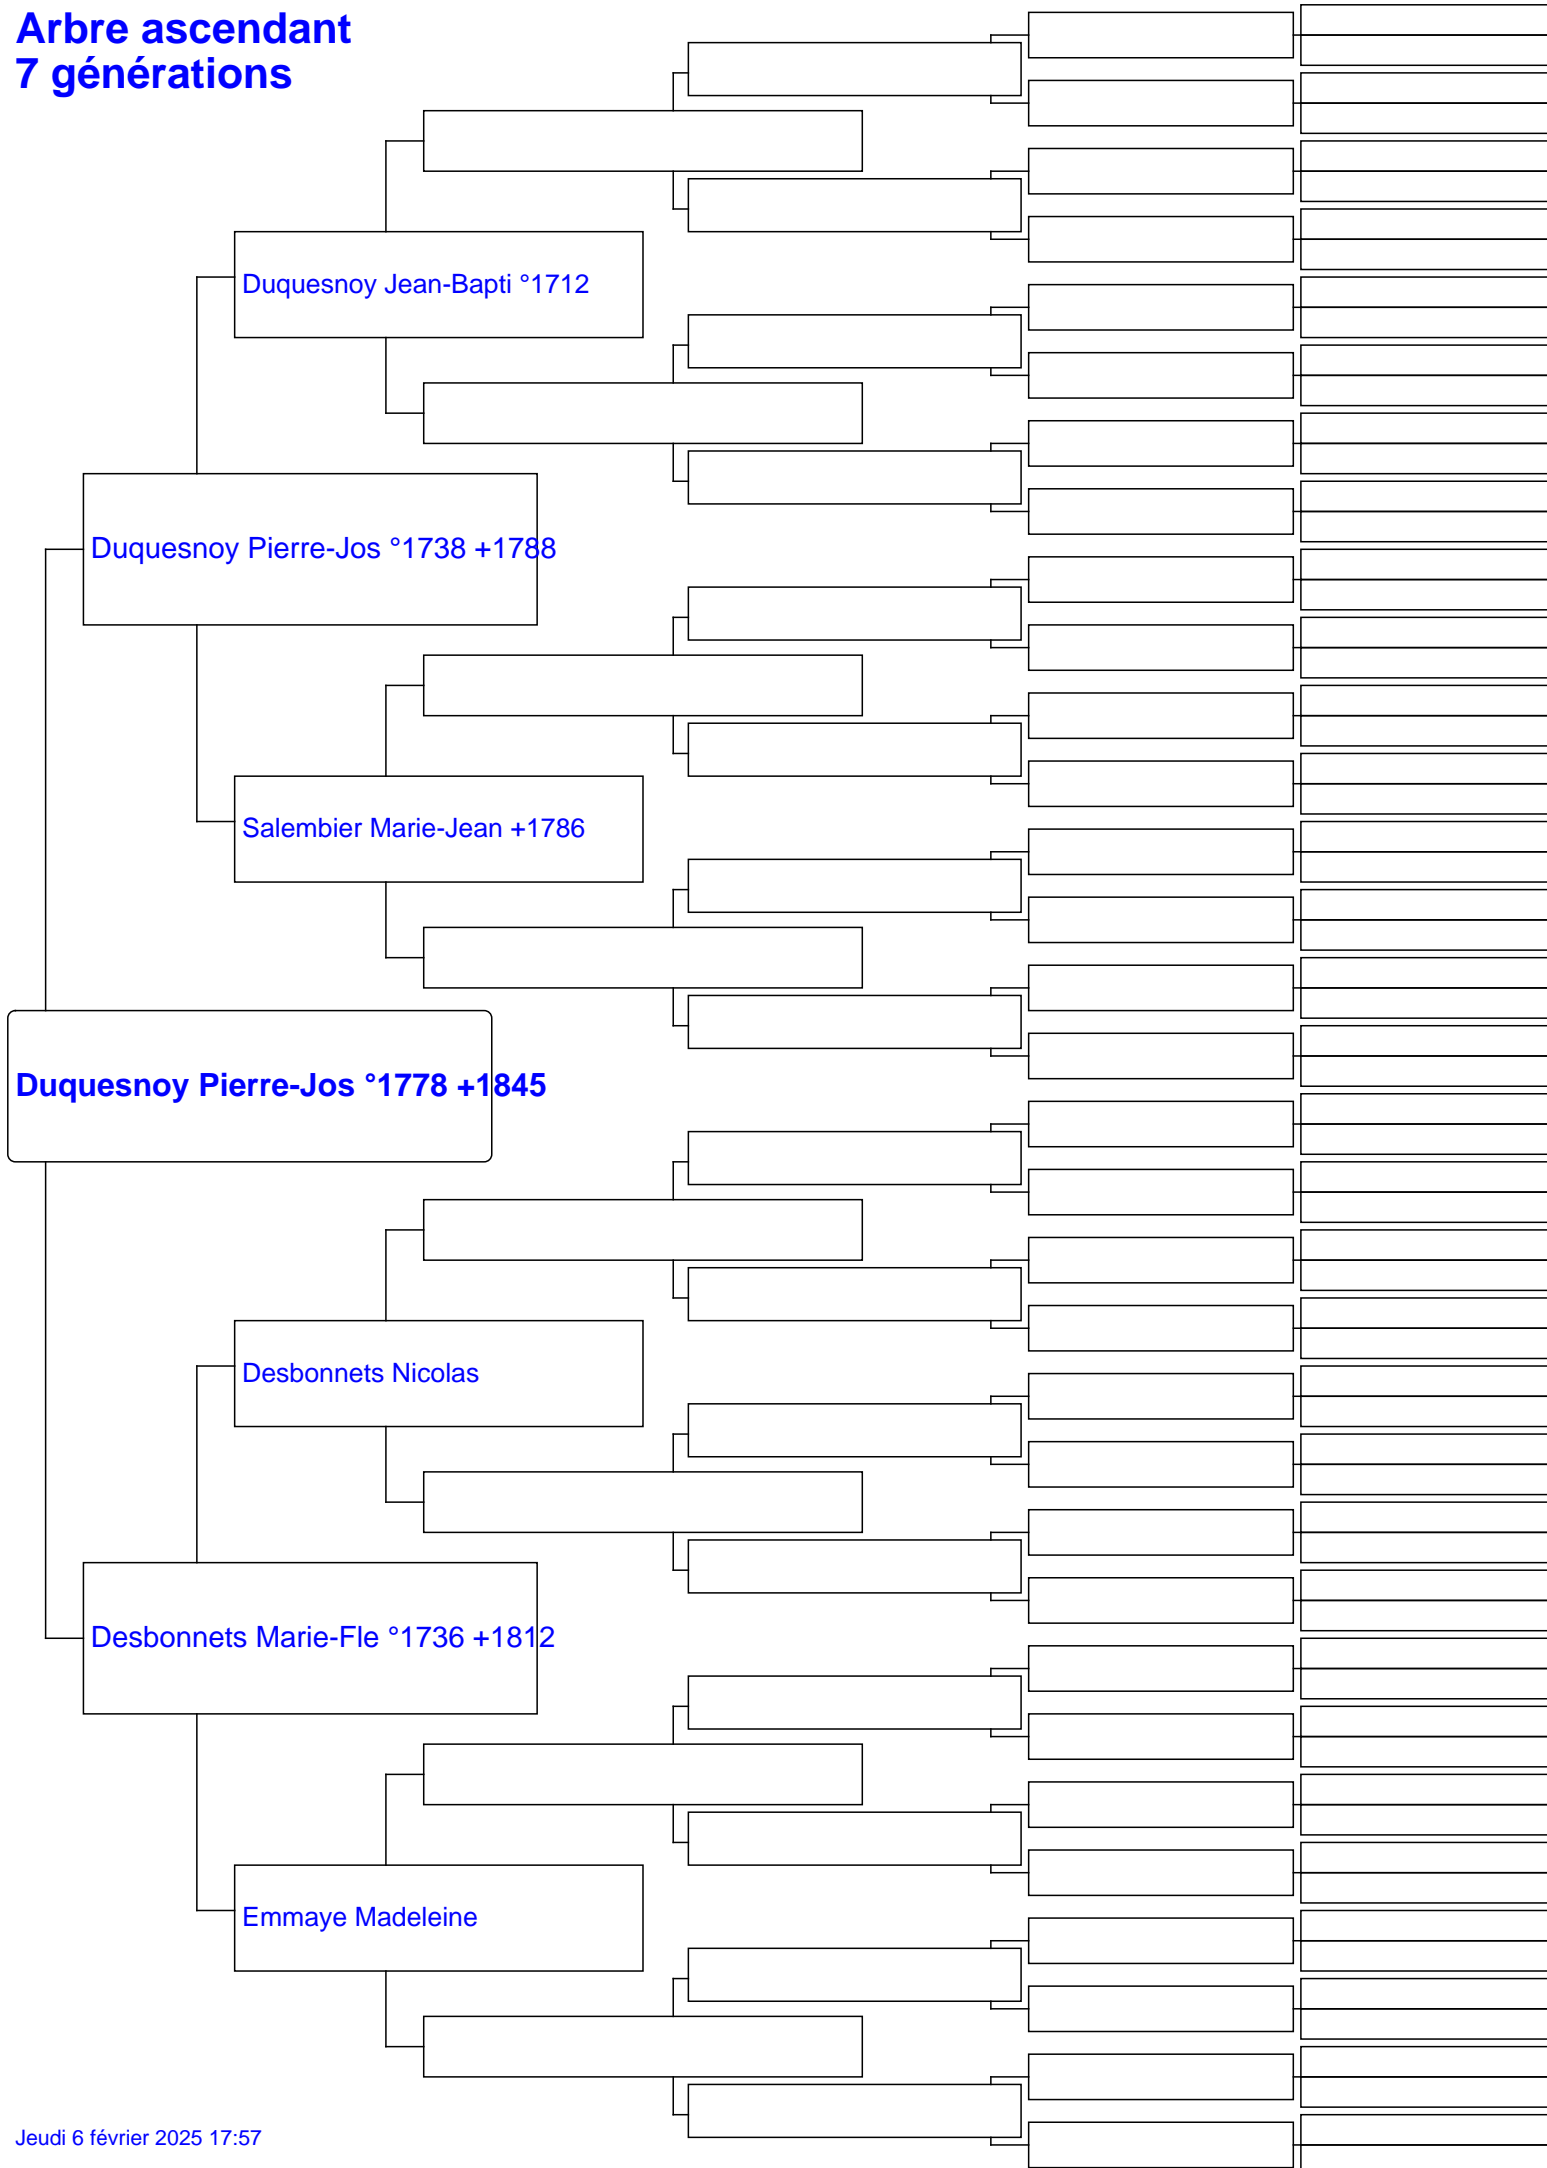 Arbre ascendant
7 générations
Duquesnoy Jean-Bapti °1712
Duquesnoy Pierre-Jos °1738 +1788
Salembier Marie-Jean +1786
Duquesnoy Pierre-Jos °1778 +1845
Desbonnets Nicolas
Desbonnets Marie-Fle °1736 +1812
Emmaye Madeleine
Jeudi 6 février 2025 17:57